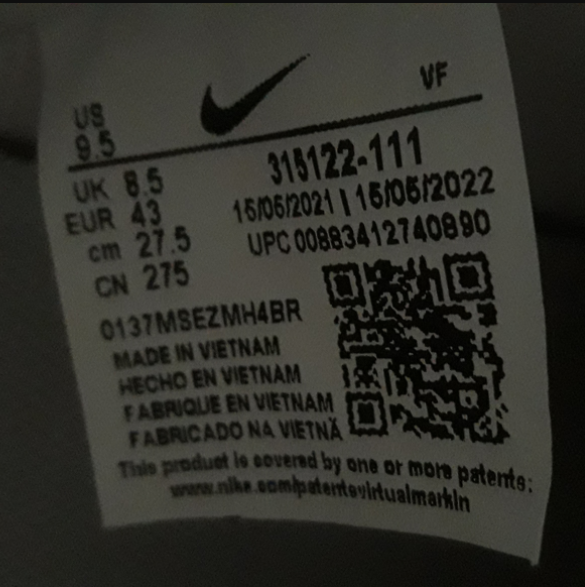 US
9.5
VF
UK 8.5
EUR 43
cm 27.5
CN 275
315122-111
15/05/2021 | 15/05/2022
UPC 00883412740890
0137MSEZMH4BR
MADE IN VIETNAM
HECHO EN VIETNAM
FABRIQUE EN VIETNAM
FABRICADO NA VIETNÃ
This product is covered by one or more patents:
www.nike.com/patentsvirtualmarkin